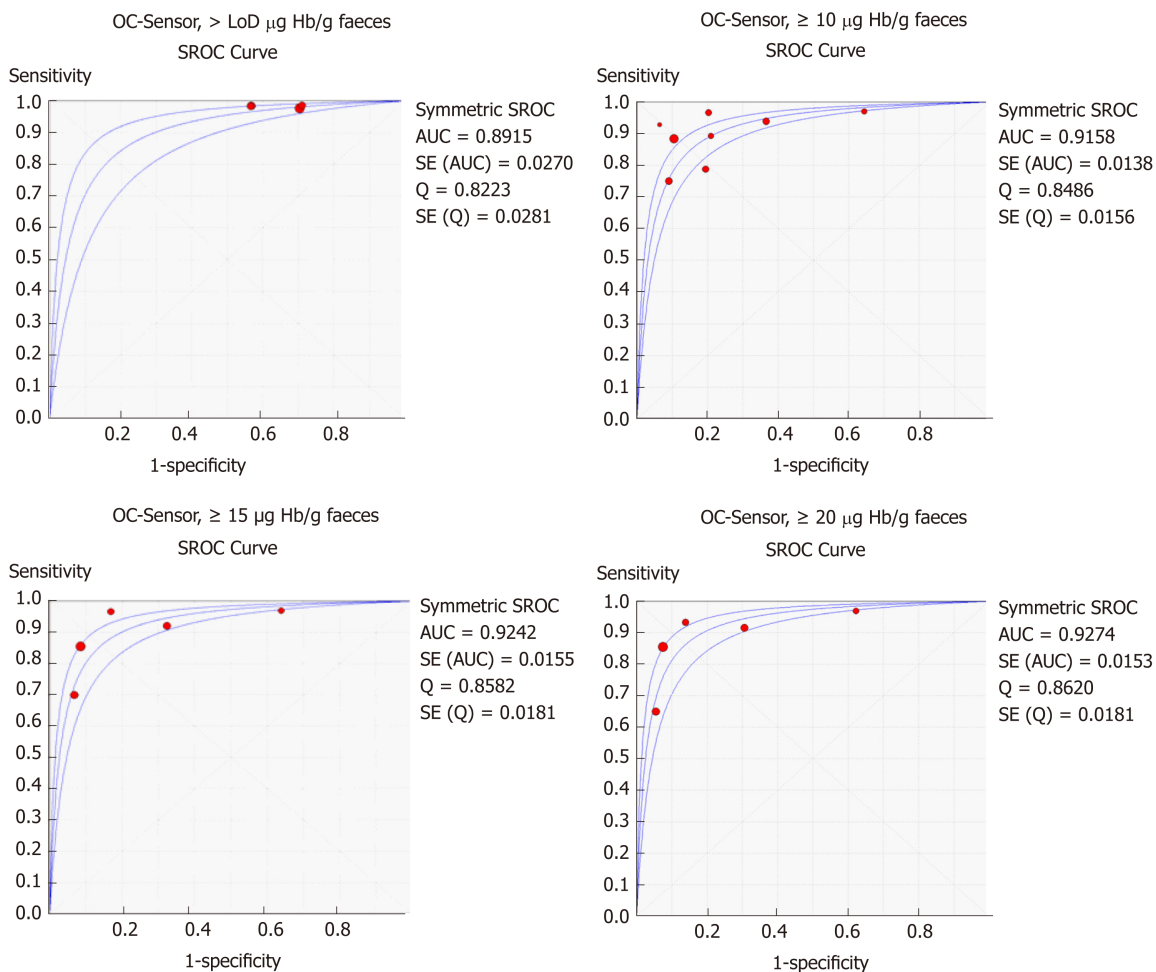 OC-Sensor, > LoD μg Hb/g faeces
SROC Curve
Sensitivity
1.0
0.9
0.8
0.7
0.6
0.5
0.4
0.3
0.2
0.1
0.0
0.2 0.4 0.6 0.8
1-specificity
Symmetric SROC
AUC = 0.8915
SE (AUC) = 0.0270
Q = 0.8223
SE (Q) = 0.0281
OC-Sensor, ≥ 10 μg Hb/g faeces
SROC Curve
Sensitivity
1.0
0.9
0.8
0.7
0.6
0.5
0.4
0.3
0.2
0.1
0.0
0.2 0.4 0.6 0.8
1-specificity
Symmetric SROC
AUC = 0.9158
SE (AUC) = 0.0138
Q = 0.8486
SE (Q) = 0.0156
OC-Sensor, ≥ 15 μg Hb/g faeces
SROC Curve
Sensitivity
1.0
0.9
0.8
0.7
0.6
0.5
0.4
0.3
0.2
0.1
0.0
0.2 0.4 0.6 0.8
1-specificity
Symmetric SROC
AUC = 0.9242
SE (AUC) = 0.0155
Q = 0.8582
SE (Q) = 0.0181
OC-Sensor, ≥ 20 μg Hb/g faeces
SROC Curve
Sensitivity
1.0
0.9
0.8
0.7
0.6
0.5
0.4
0.3
0.2
0.1
0.0
0.2 0.4 0.6 0.8
1-specificity
Symmetric SROC
AUC = 0.9274
SE (AUC) = 0.0153
Q = 0.8620
SE (Q) = 0.0181